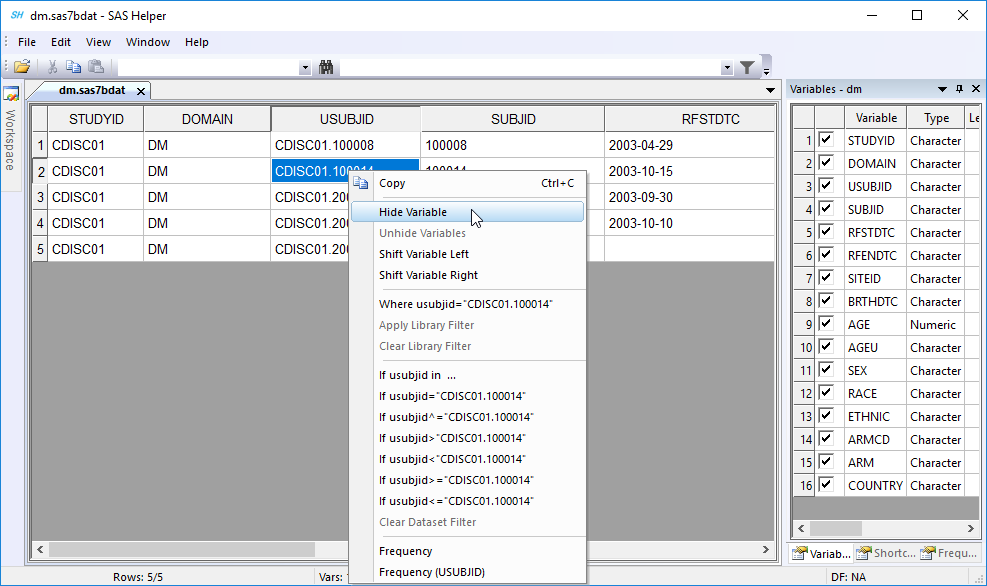 SH dm.sas7bdat - SAS Helper
File Edit View Window Help
dm.sas7bdat
Variables - dm
Workspace
STUDYID DOMAIN USUBJID SUBJID RFSTDTC
1 CDISC01 DM CDISC01.100008 100008 2003-04-29
2 CDISC01 DM CDISC01.100014 100014 2003-10-15
3 CDISC01 DM CDISC01.200 2003-09-30
4 CDISC01 DM CDISC01.200 2003-10-10
5 CDISC01 DM CDISC01.200
Copy Ctrl+C
Hide Variable
Unhide Variables
Shift Variable Left
Shift Variable Right
Where usubjid="CDISC01.100014"
Apply Library Filter
Clear Library Filter
If usubjid in ...
If usubjid="CDISC01.100014"
If usubjid^="CDISC01.100014"
If usubjid>"CDISC01.100014"
If usubjid<"CDISC01.100014"
If usubjid>="CDISC01.100014"
If usubjid<="CDISC01.100014"
Clear Dataset Filter
Frequency
Frequency (USUBJID)
Variable Type Le
1 STUDYID Character
2 DOMAIN Character
3 USUBJID Character
4 SUBJID Character
5 RFSTDTC Character
6 RFENDTC Character
7 SITEID Character
8 BRTHDTC Character
9 AGE Numeric
10 AGEU Character
11 SEX Character
12 RACE Character
13 ETHNIC Character
14 ARMCD Character
15 ARM Character
16 COUNTRY Character
Variab... Shortc... Frequ...
Rows: 5/5 Vars: DF: NA